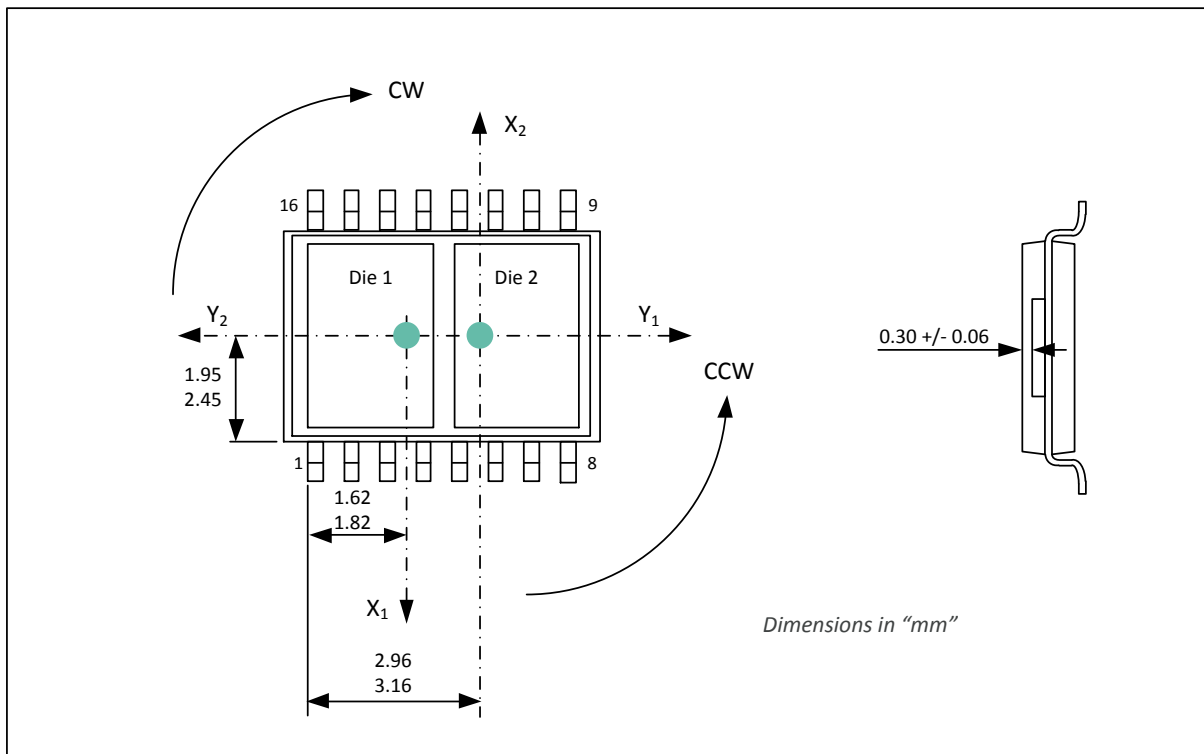 CW
X₂
16
9
Die 1
Die 2
Y₂
Y₁
0.30 +/- 0.06
1.95
2.45
CCW
1
8
1.62
1.82
X₁
Dimensions in “mm”
2.96
3.16